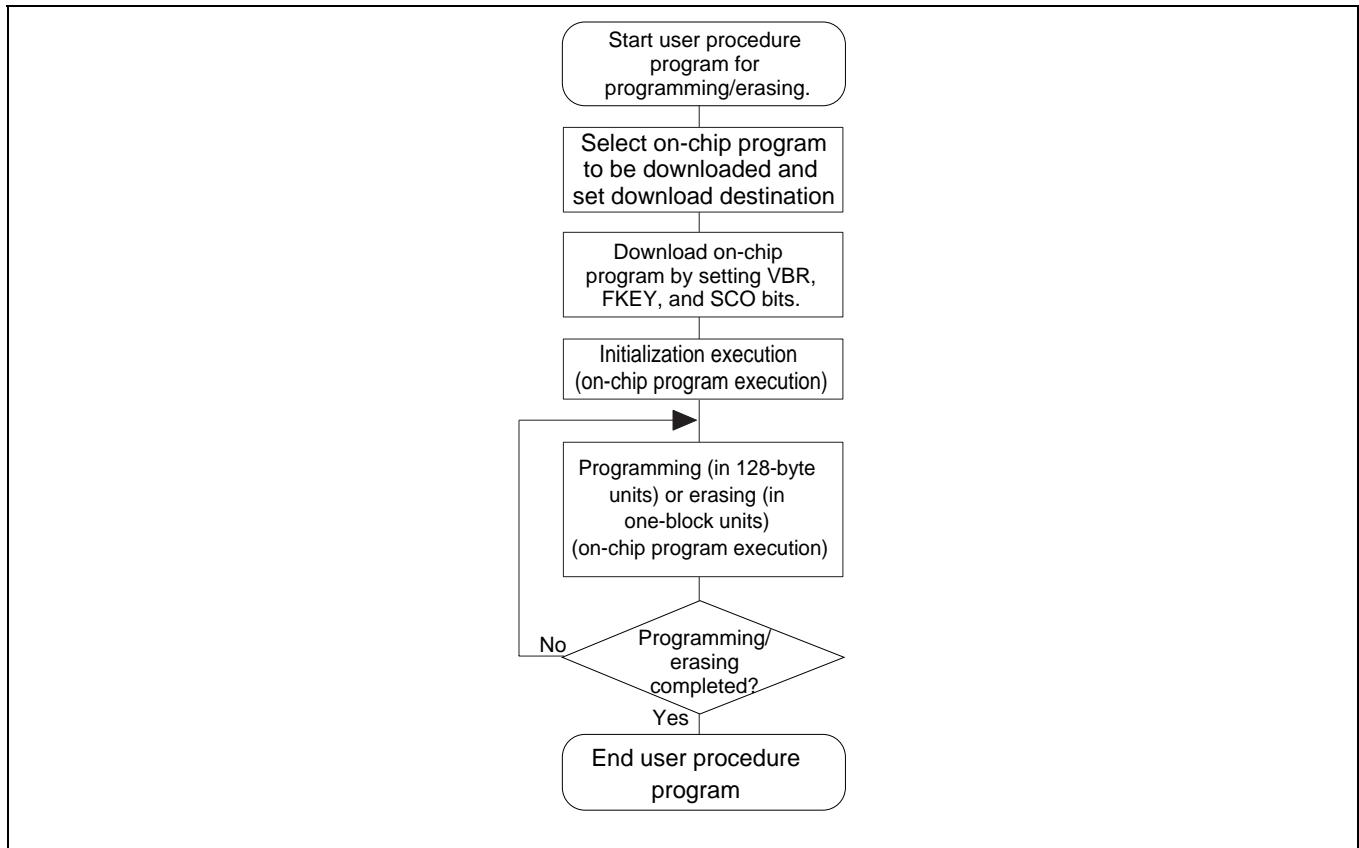 Start user procedure
program for
programming/erasing.
Select on-chip program
to be downloaded and
set download destination
Download on-chip
program by setting VBR,
FKEY, and SCO bits.
Initialization execution
(on-chip program execution)
Programming (in 128-byte
units) or erasing (in
one-block units)
(on-chip program execution)
No
Programming/
erasing
completed?
Yes
End user procedure
program